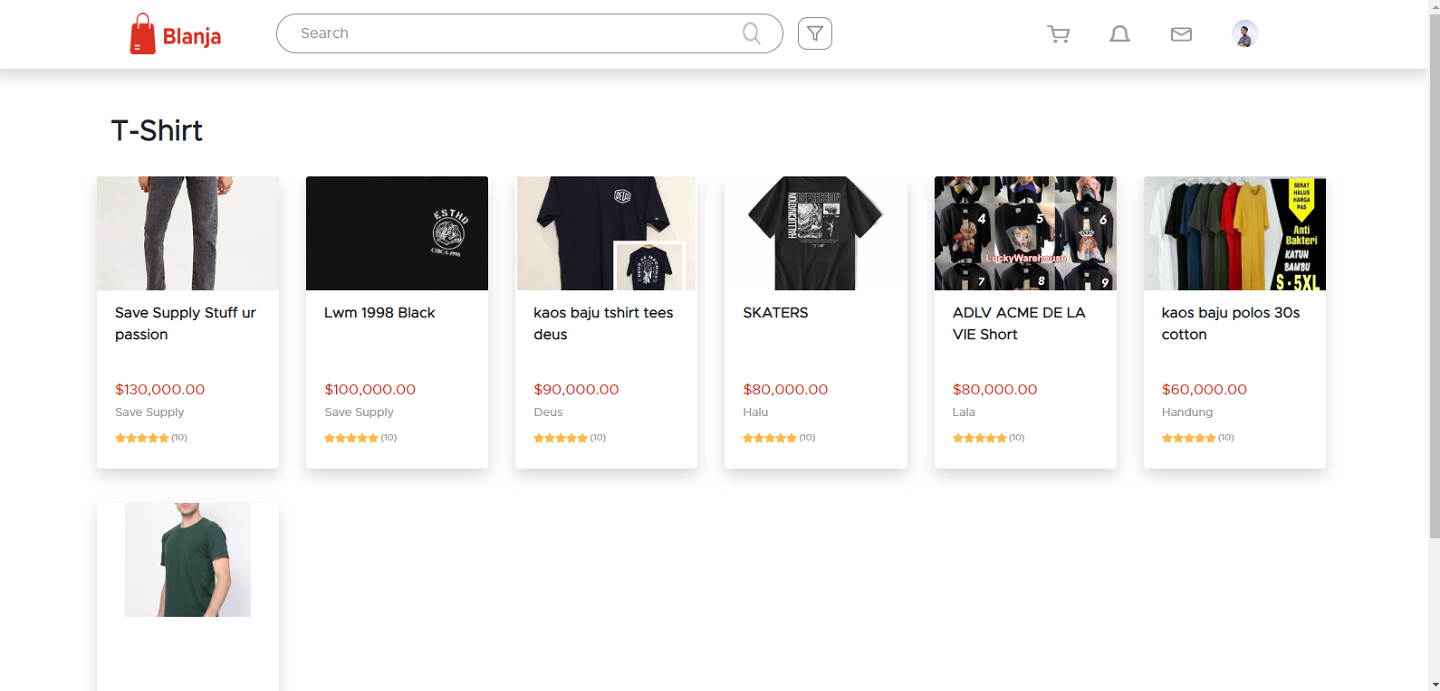 Blanja
Search
T-Shirt
ESTHD
CIRCA-1998
DEUS
HALLUCINATION
DEPRESSION
4
5
6
LuckyWarehouse
7
8
9
SERAT
HALUS
HARGA
PAS
Anti
Bakteri
KATUN
BAMBU
S - 5XL
Save Supply Stuff ur
passion
$130,000.00
Save Supply
(10)
Lwm 1998 Black
$100,000.00
Save Supply
(10)
kaos baju tshirt tees
deus
$90,000.00
Deus
(10)
SKATERS
$80,000.00
Halu
(10)
ADLV ACME DE LA
VIE Short
$80,000.00
Lala
(10)
kaos baju polos 30s
cotton
$60,000.00
Handung
(10)